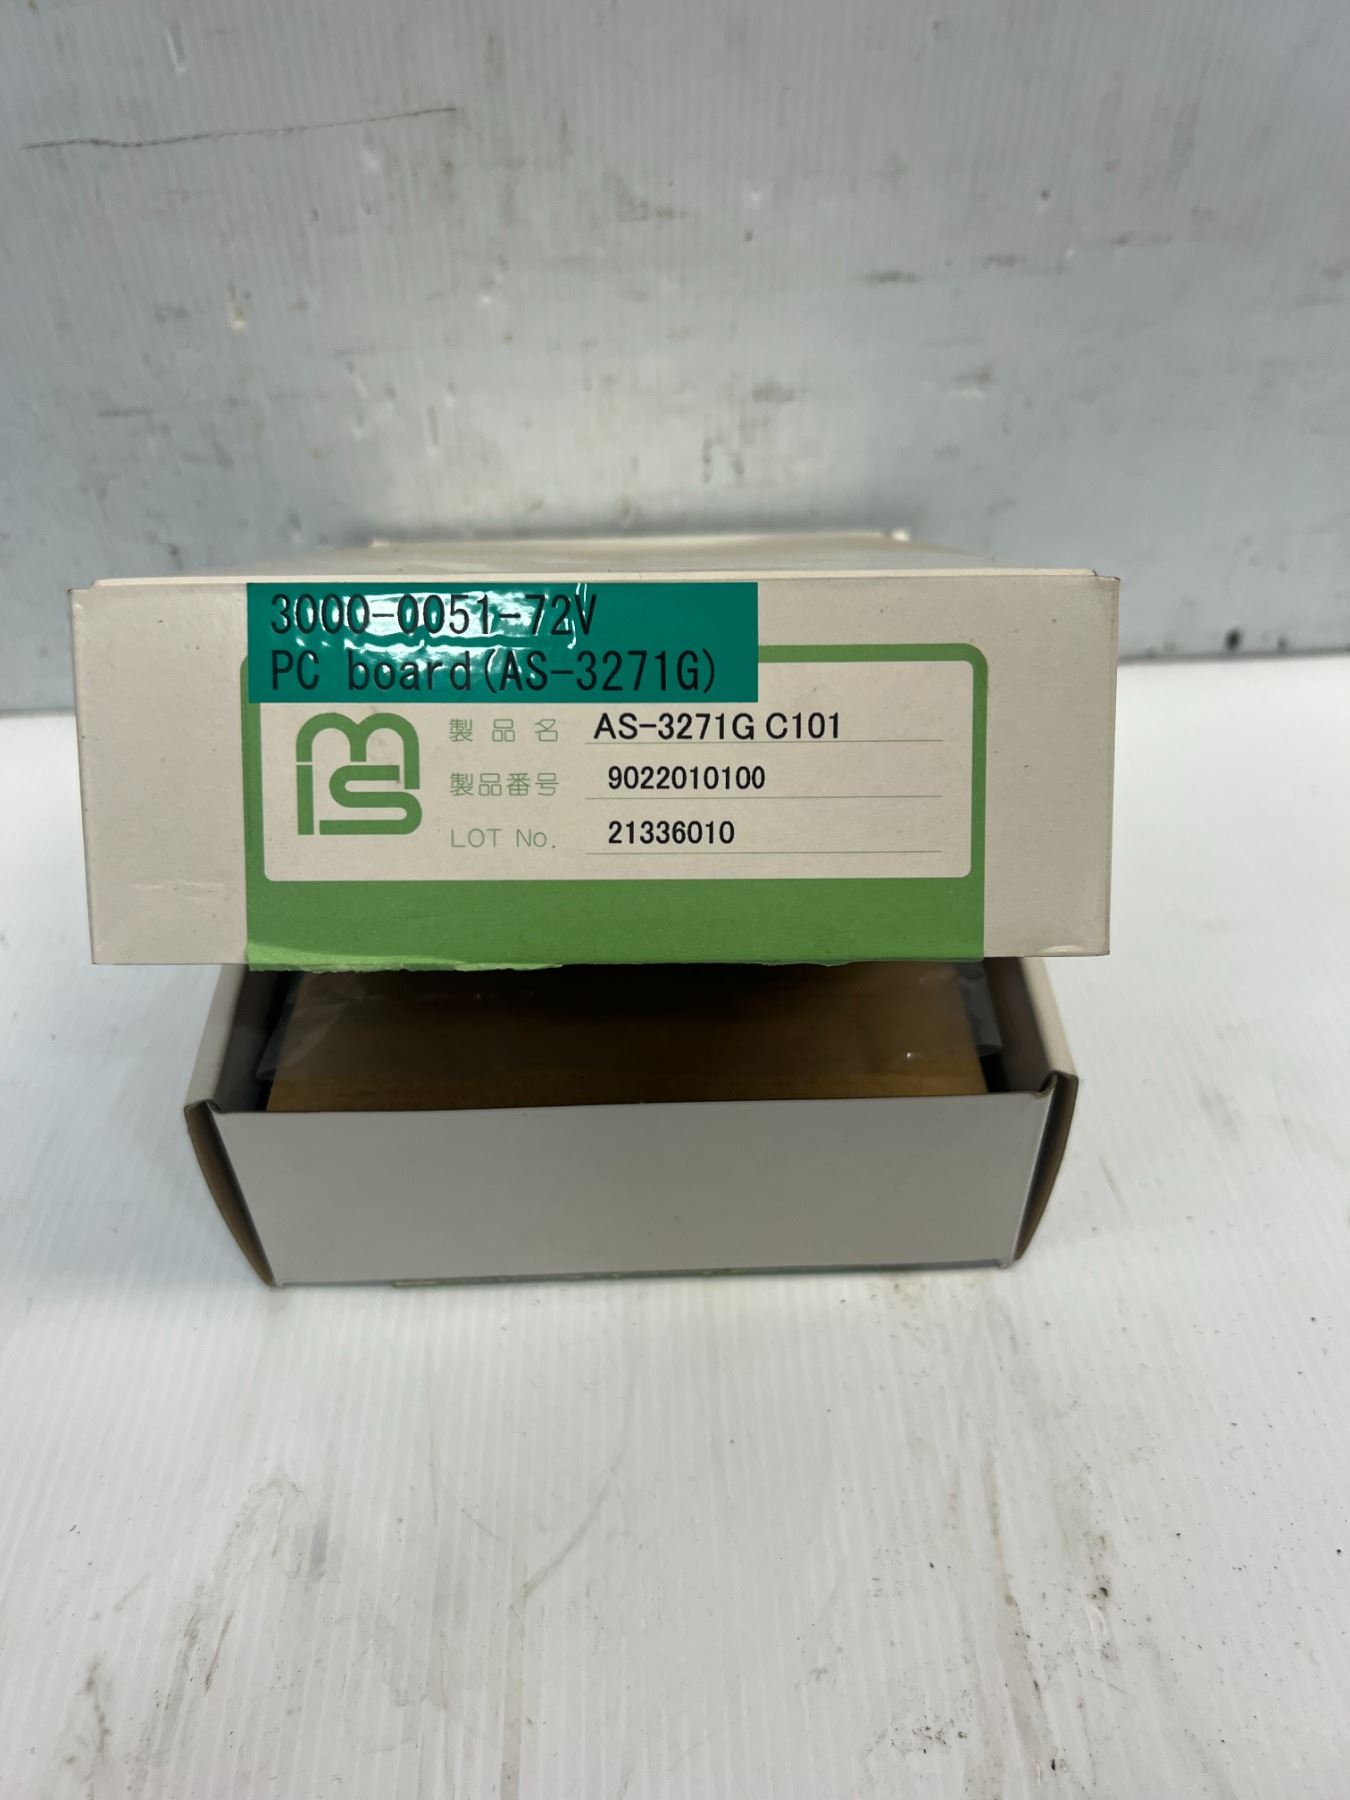 3000-0051-72V
PC board(AS-3271G)
ms
製品名 AS-3271G C101
製品番号 9022010100
LOT No. 21336010